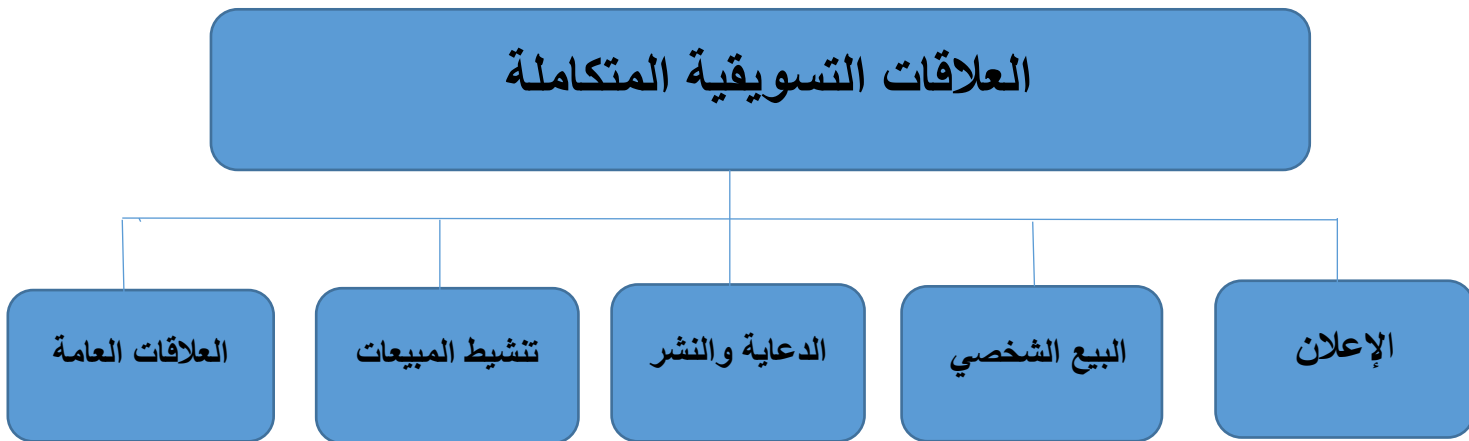 العلاقات التسويقية المتكاملة
الإعلان
البيع الشخصي
الدعاية والنشر
تنشيط المبيعات
العلاقات العامة